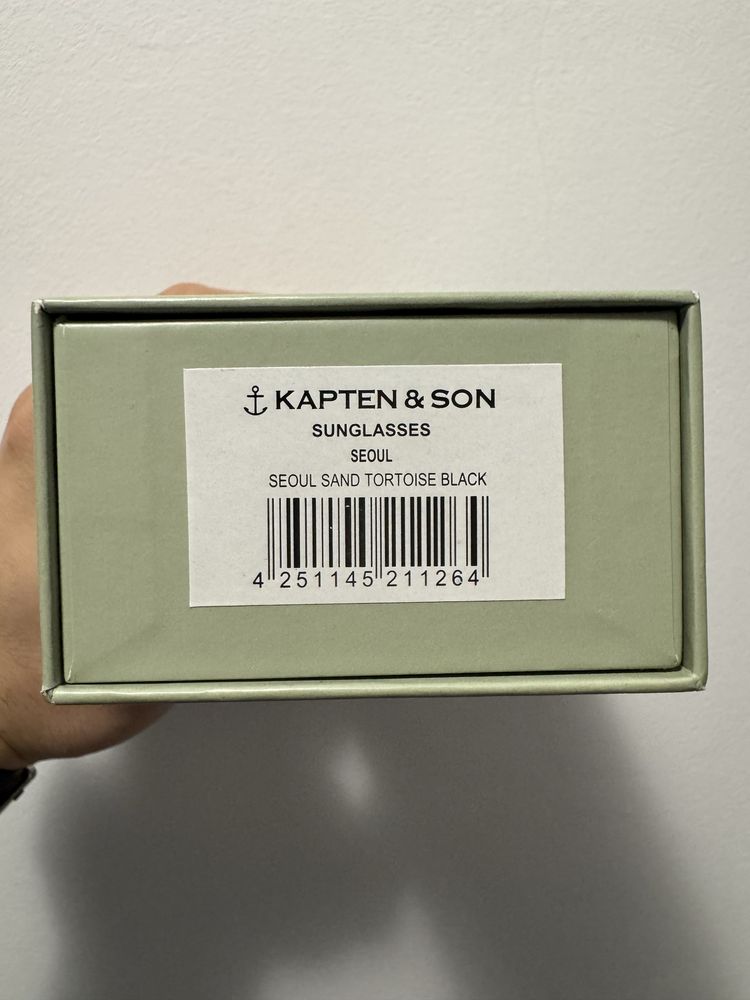 KAPTEN & SON
SUNGLASSES
SEOUL
SEOUL SAND TORTOISE BLACK
4 251145 211264